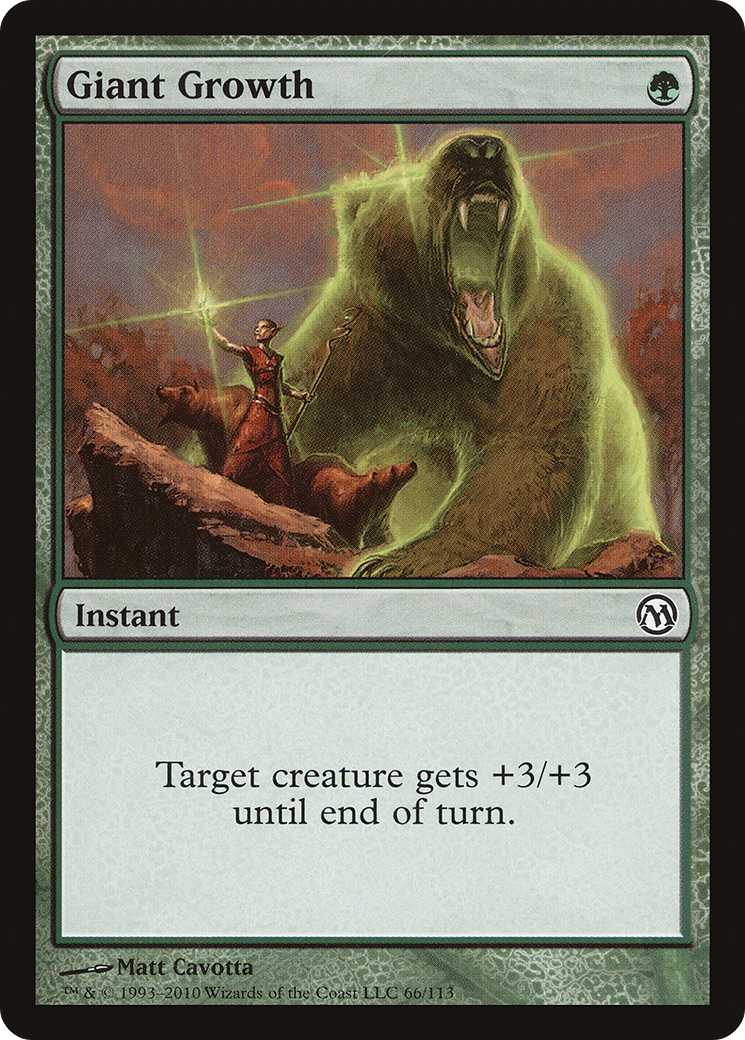 Giant Growth
Instant
Target creature gets +3/+3
until end of turn.
Matt Cavotta
™ & © 1993–2010 Wizards of the Coast LLC 66/113